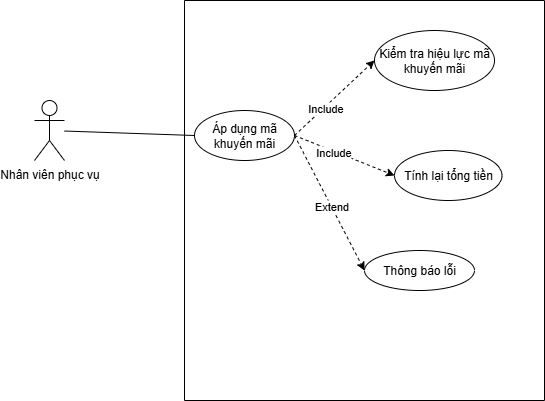 Kiểm tra hiệu lực mã
khuyến mãi
Include
Áp dụng mã
khuyến mãi
Include
Nhân viên phục vụ
Tính lại tổng tiền
Extend
Thông báo lỗi